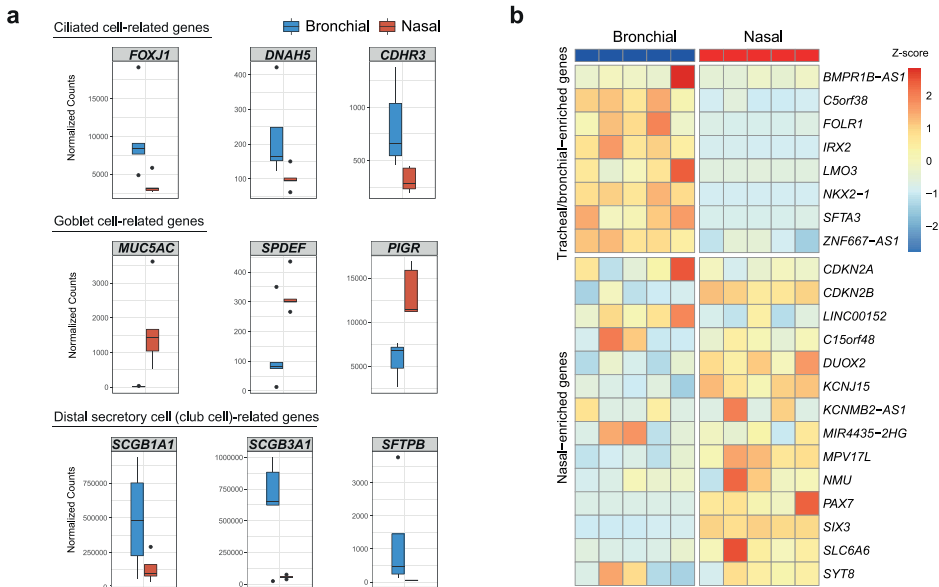 a
Ciliated cell-related genes
Bronchial Nasal
FOXJ1 DNAH5 CDHR3
Normalized Counts
15000
10000
5000
400
300
200
100
1000
500
Goblet cell-related genes
MUC5AC SPDEF PIGR
Normalized Counts
3000
2000
1000
0
400
300
200
100
0
15000
10000
5000
Distal secretory cell (club cell)-related genes
SCGB1A1 SCGB3A1 SFTPB
Normalized Counts
750000
500000
250000
0
1000000
750000
500000
250000
0
3000
2000
1000
0
b
Bronchial Nasal
Z-score
2
1
0
−1
−2
Tracheal/bronchial−enriched genes
BMPR1B−AS1
C5orf38
FOLR1
IRX2
LMO3
NKX2−1
SFTA3
ZNF667−AS1
Nasal−enriched genes
CDKN2A
CDKN2B
LINC00152
C15orf48
DUOX2
KCNJ15
KCNMB2−AS1
MIR4435−2HG
MPV17L
NMU
PAX7
SIX3
SLC6A6
SYT8